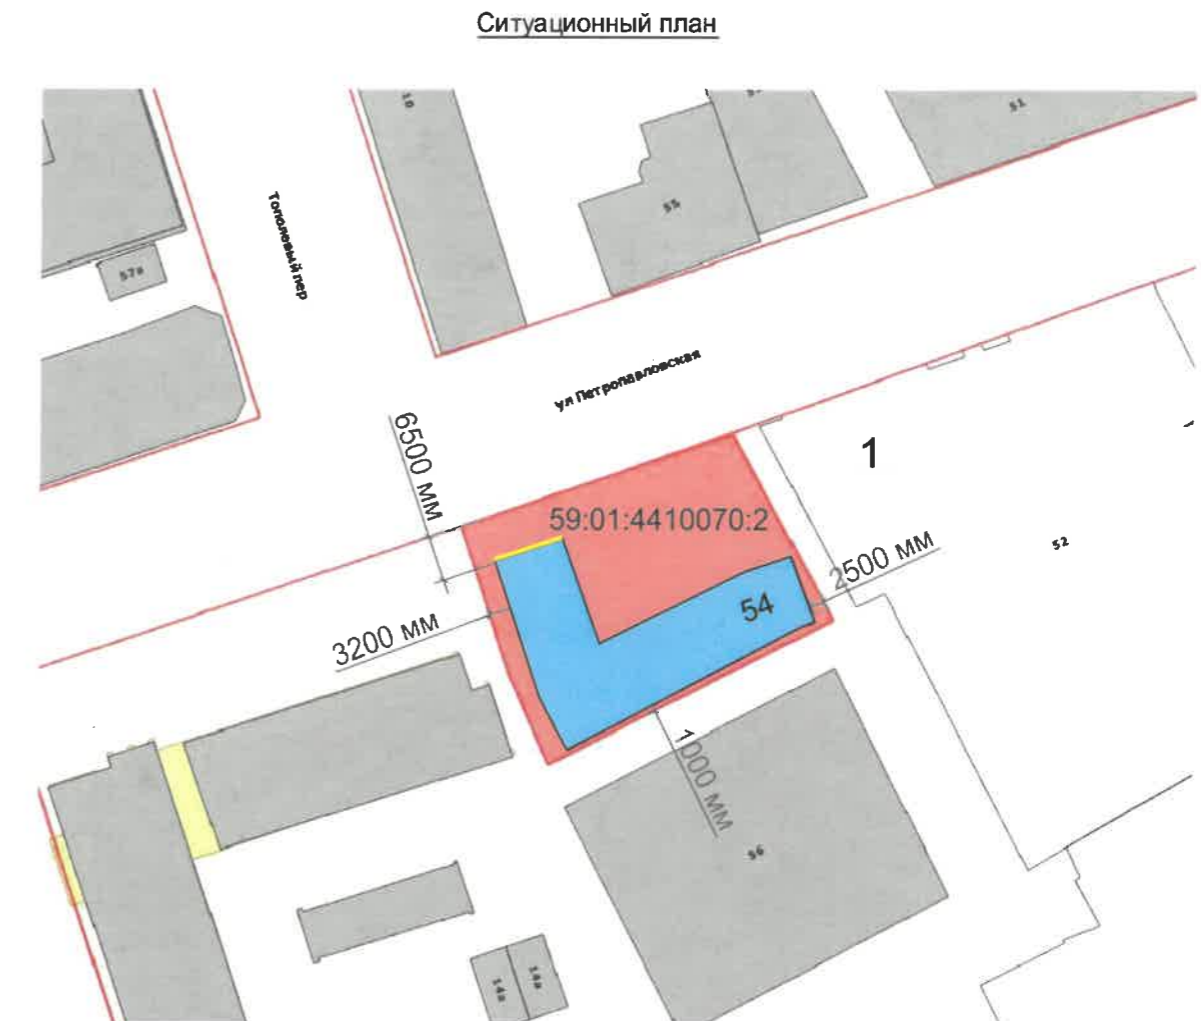 Ситуационный план
10
51
55
57а
Тополевый пер
ул Петропавловская
6500 мм
1
59:01:4410070:2
52
2500 мм
54
3200 мм
1000 мм
56
14а
14а